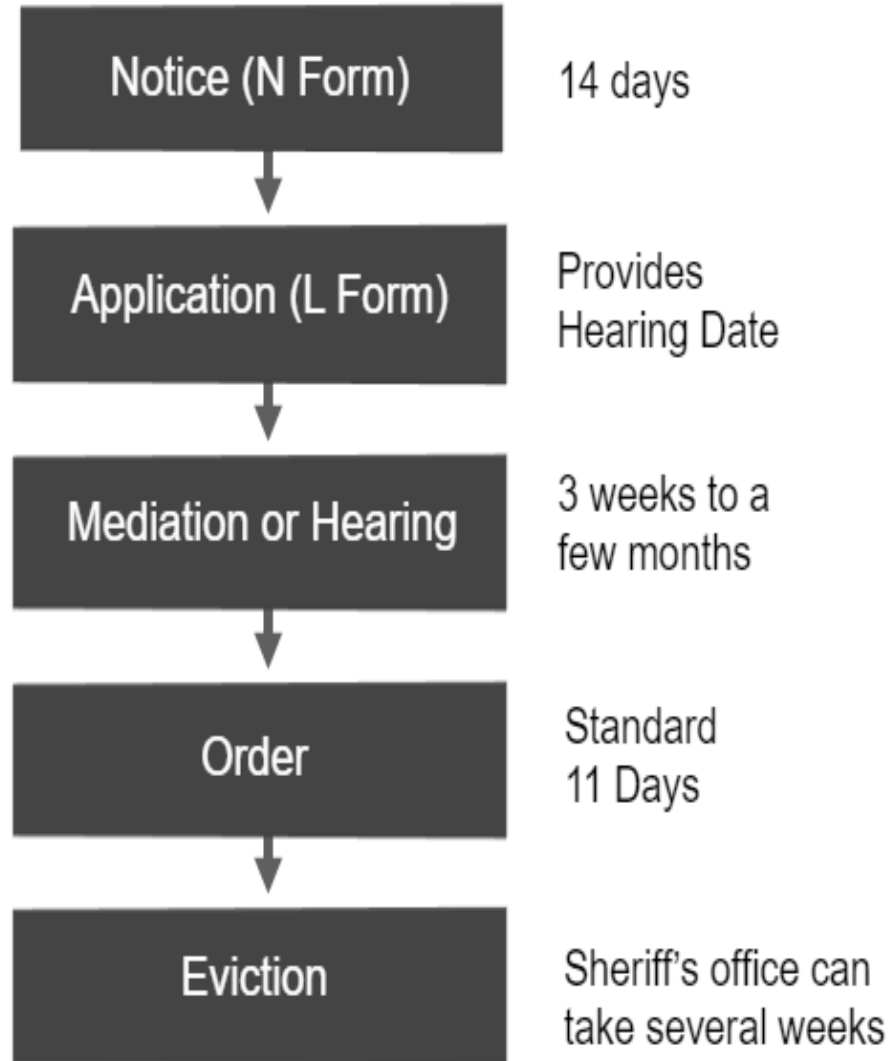 Notice (N Form)
14 days
Application (L Form)
Provides
Hearing Date
Mediation or Hearing
3 weeks to a
few months
Order
Standard
11 Days
Eviction
Sheriff's office can
take several weeks